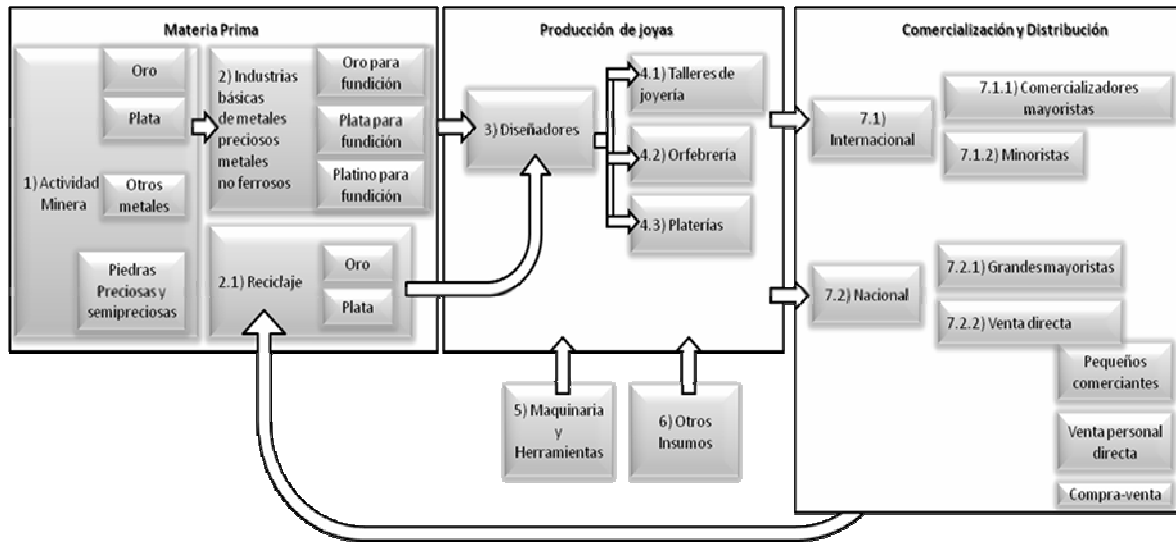 Materia Prima
1) Actividad
Minera
Oro
Plata
Otros
metales
Piedras
Preciosas y
semipreciosas
2) Industrias
básicas
de metales
preciosos
metales
no ferrosos
Oro para
fundición
Plata para
fundición
Platino para
fundición
2.1) Reciclaje
Oro
Plata
Producción de joyas
3) Diseñadores
4.1) Talleres de
joyería
4.2) Orfebrería
4.3) Platerías
5) Maquinaria
y
Herramientas
6) Otros
Insumos
Comercialización y Distribución
7.1)
Internacional
7.1.1) Comercializadores
mayoristas
7.1.2) Minoristas
7.2) Nacional
7.2.1) Grandes mayoristas
7.2.2) Venta directa
Pequeños
comerciantes
Venta personal
directa
Compra-venta